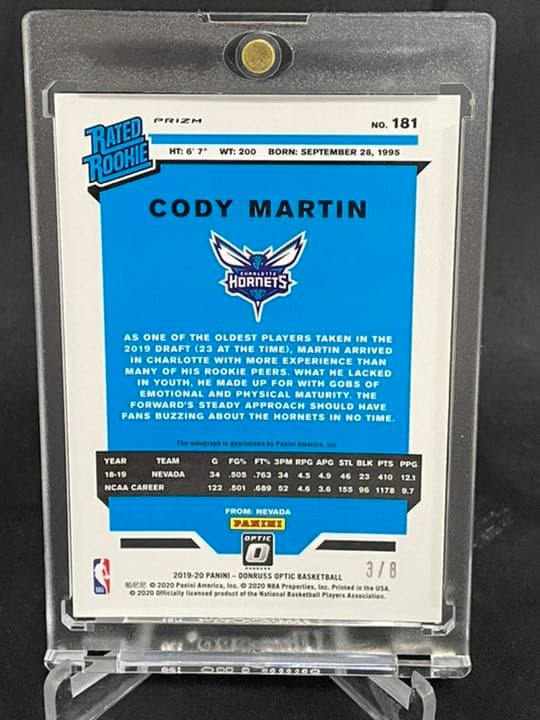 RATED
ROOKIE
PRIZM
NO. 181
HT: 6' 7" WT: 200 BORN: SEPTEMBER 28, 1995
CODY MARTIN
CHARLOTTE
HORNETS
AS ONE OF THE OLDEST PLAYERS TAKEN IN THE
2019 DRAFT (23 AT THE TIME), MARTIN ARRIVED
IN CHARLOTTE WITH MORE EXPERIENCE THAN
MANY OF HIS ROOKIE PEERS. WHAT HE LACKED
IN YOUTH, HE MADE UP FOR WITH GOBS OF
EMOTIONAL AND PHYSICAL MATURITY. THE
FORWARD'S STEADY APPROACH SHOULD HAVE
FANS BUZZING ABOUT THE HORNETS IN NO TIME.
The autograph is guaranteed by Panini America, Inc.
YEAR TEAM G FG% FT% 3PM RPG APG STL BLK PTS PPG
18-19 NEVADA 34 .505 .763 34 4.5 4.9 46 23 410 12.1
NCAA CAREER 122 .501 .689 52 4.6 3.6 155 96 1178 9.7
FROM: NEVADA
PANINI
OPTIC
DONRUSS
2019-20 PANINI – DONRUSS OPTIC BASKETBALL
3/8
帕尼尼 © 2020 Panini America, Inc. © 2020 NBA Properties, Inc. Printed in the USA.
© 2020 Officially licensed product of the National Basketball Players Association.
NBA